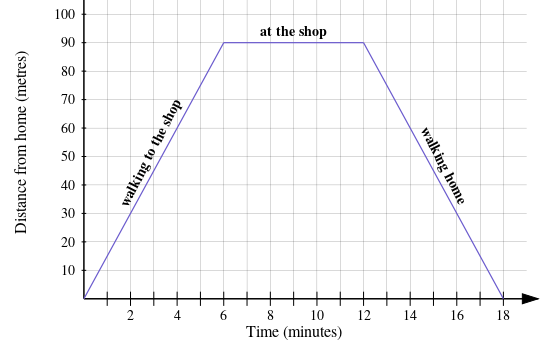 100
at the shop
90
80
70
60
50
40
30
20
10
Distance from home (metres)
walking to the shop
walking home
2 4 6 8 10 12 14 16 18
Time (minutes)